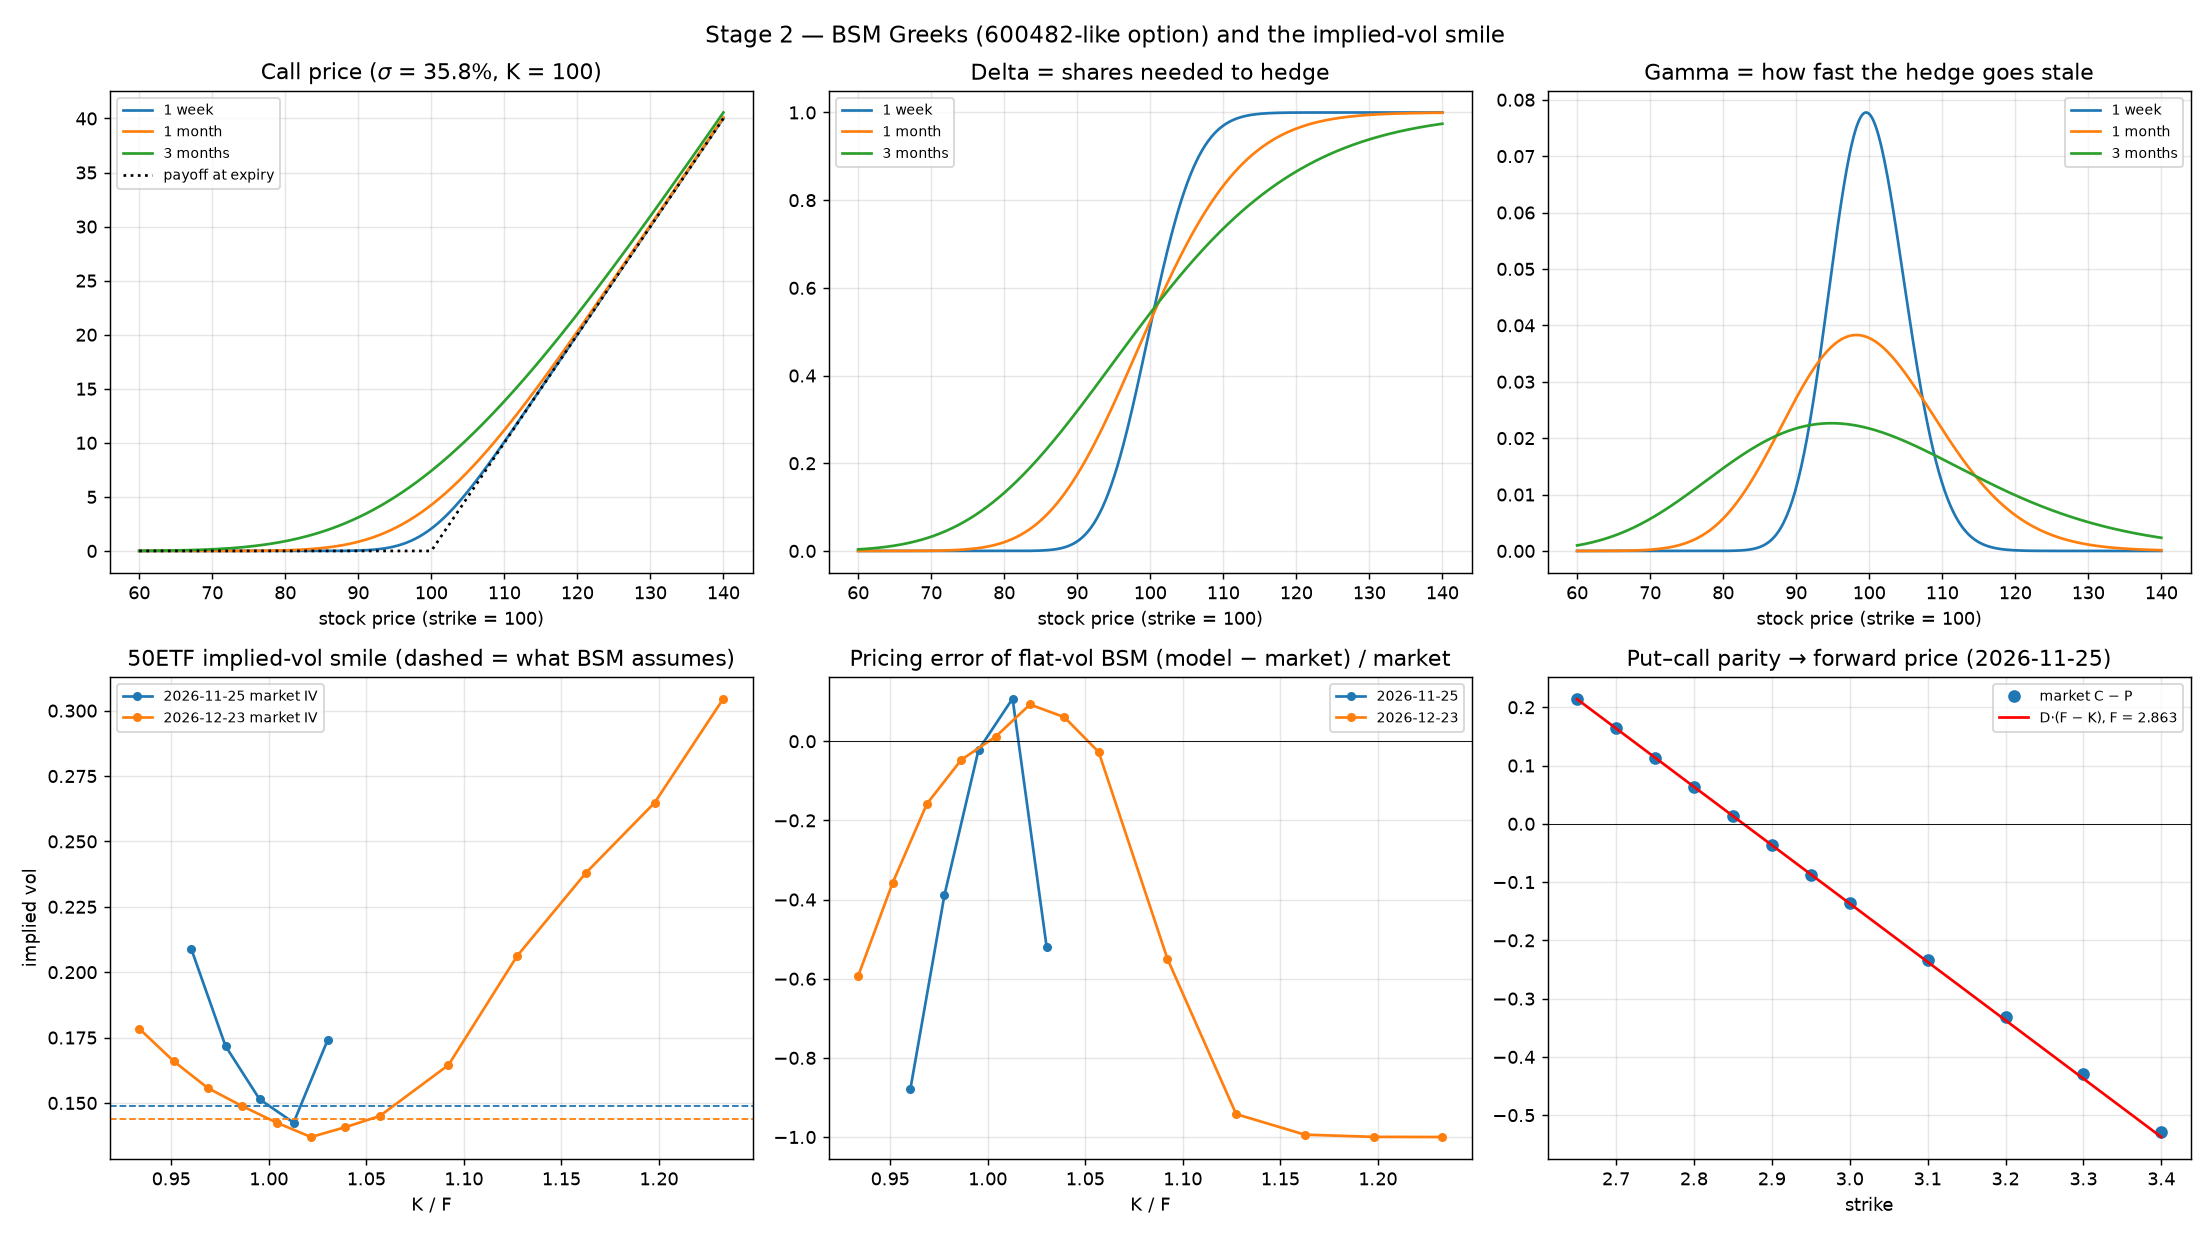 Stage 2 — BSM Greeks (600482-like option) and the implied-vol smile
Call price (σ = 35.8%, K = 100)
1 week
1 month
3 months
payoff at expiry
40
35
30
25
20
15
10
5
0
60 70 80 90 100 110 120 130 140
stock price (strike = 100)
Delta = shares needed to hedge
1 week
1 month
3 months
1.0
0.8
0.6
0.4
0.2
0.0
60 70 80 90 100 110 120 130 140
stock price (strike = 100)
Gamma = how fast the hedge goes stale
1 week
1 month
3 months
0.08
0.07
0.06
0.05
0.04
0.03
0.02
0.01
0.00
60 70 80 90 100 110 120 130 140
stock price (strike = 100)
50ETF implied-vol smile (dashed = what BSM assumes)
2026-11-25 market IV
2026-12-23 market IV
implied vol
0.300
0.275
0.250
0.225
0.200
0.175
0.150
0.95 1.00 1.05 1.10 1.15 1.20
K / F
Pricing error of flat-vol BSM (model − market) / market
2026-11-25
2026-12-23
0.0
−0.2
−0.4
−0.6
−0.8
−1.0
0.95 1.00 1.05 1.10 1.15 1.20
K / F
Put–call parity → forward price (2026-11-25)
market C − P
D·(F − K), F = 2.863
0.2
0.1
0.0
−0.1
−0.2
−0.3
−0.4
−0.5
2.7 2.8 2.9 3.0 3.1 3.2 3.3 3.4
strike